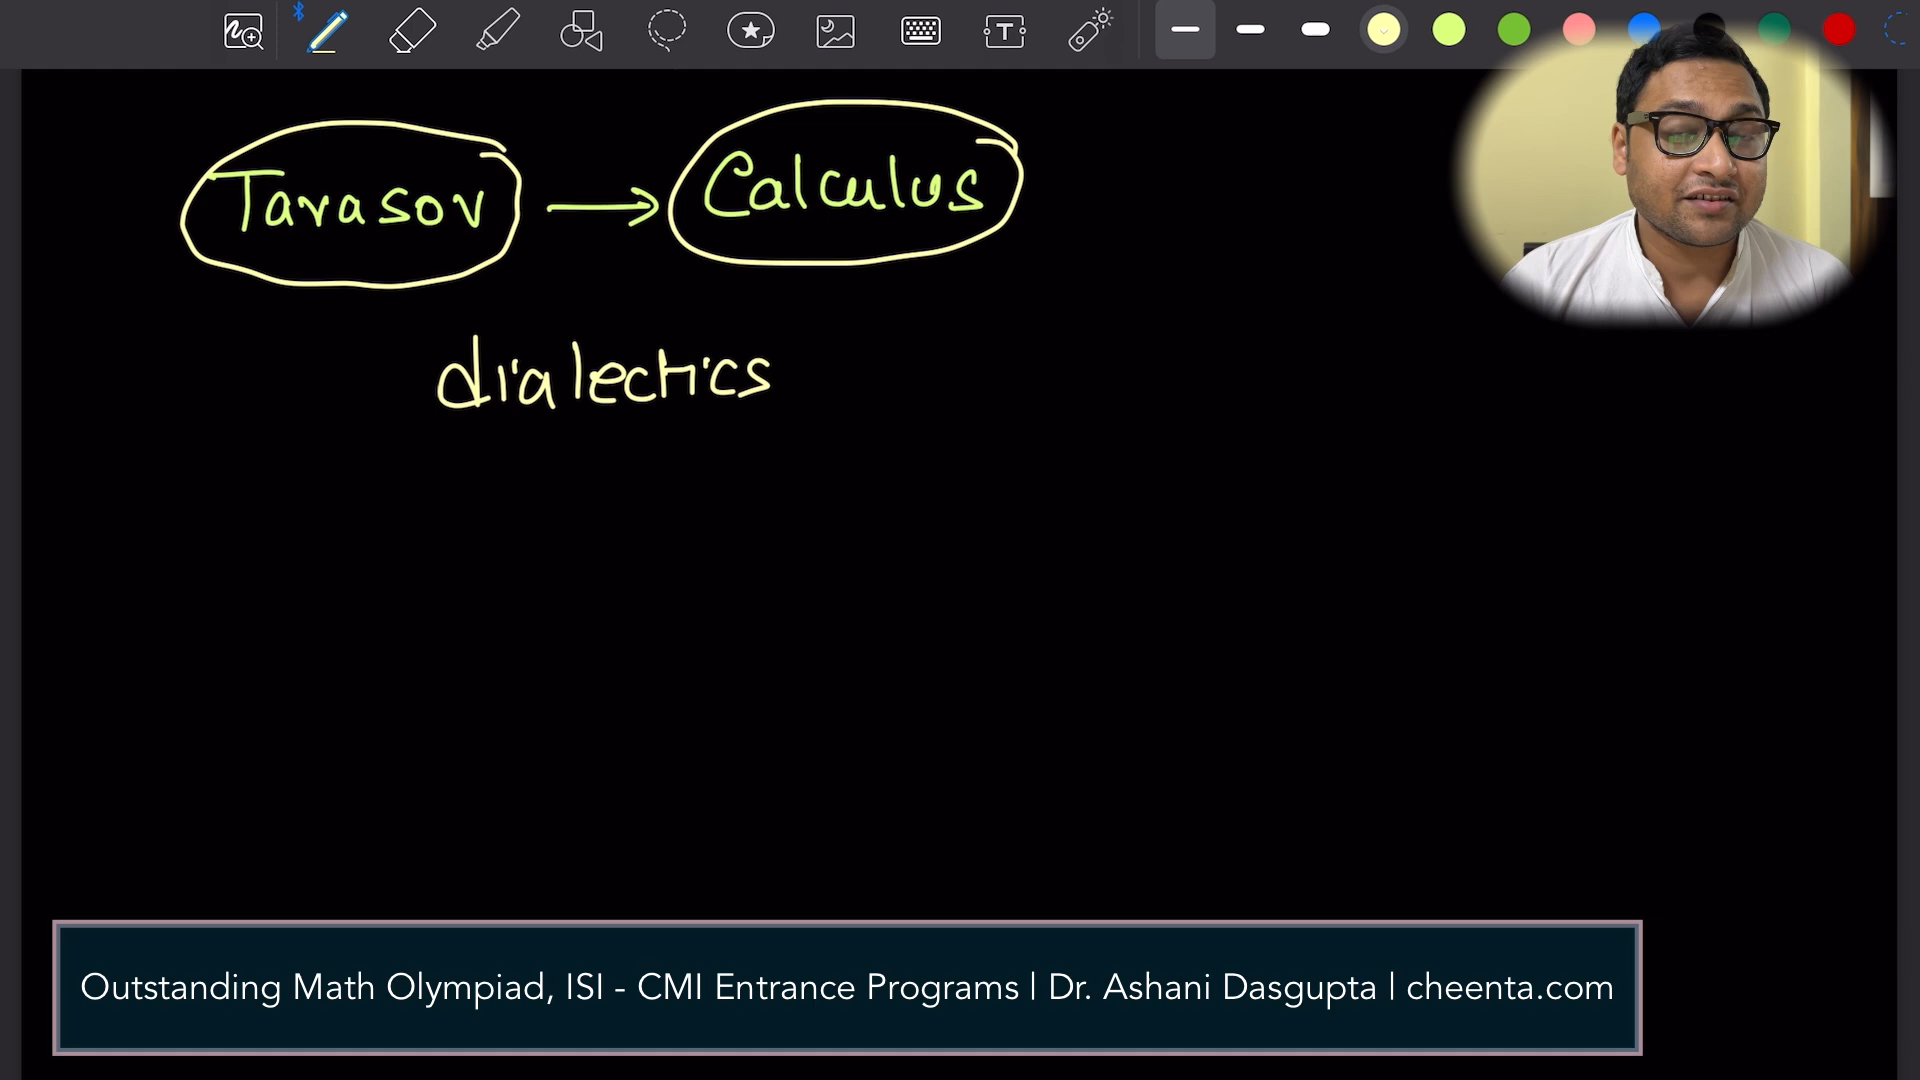 Tarasov → Calculus
dialectics
Outstanding Math Olympiad, ISI - CMI Entrance Programs | Dr. Ashani Dasgupta | cheenta.com